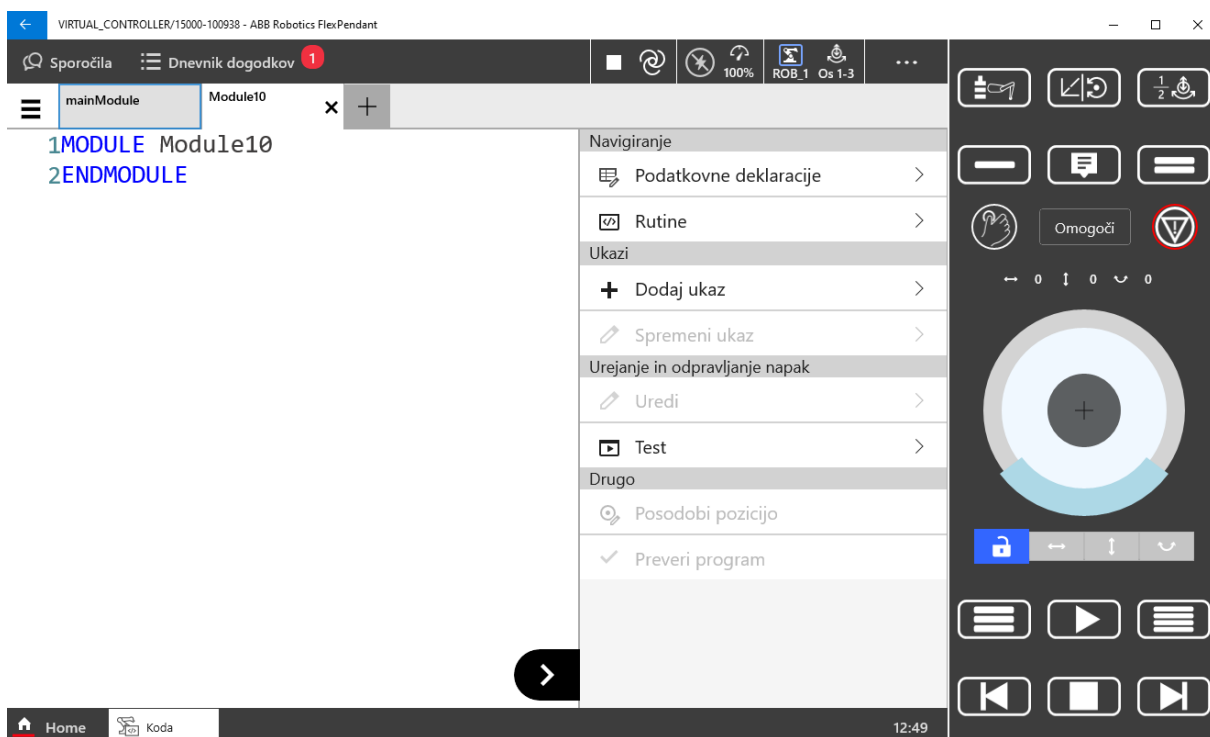 VIRTUAL_CONTROLLER/15000-100938 - ABB Robotics FlexPendant
Sporočila Dnevnik dogodkov 1
100% ROB_1 Os 1-3 ...
mainModule Module10
1MODULE Module10
2ENDMODULE
Navigiranje
Podatkovne deklaracije
Rutine
Ukazi
Dodaj ukaz
Spremeni ukaz
Urejanje in odpravljanje napak
Uredi
Test
Drugo
Posodobi pozicijo
Preveri program
1/2
Omogoči
0 0 0
Home Koda 12:49